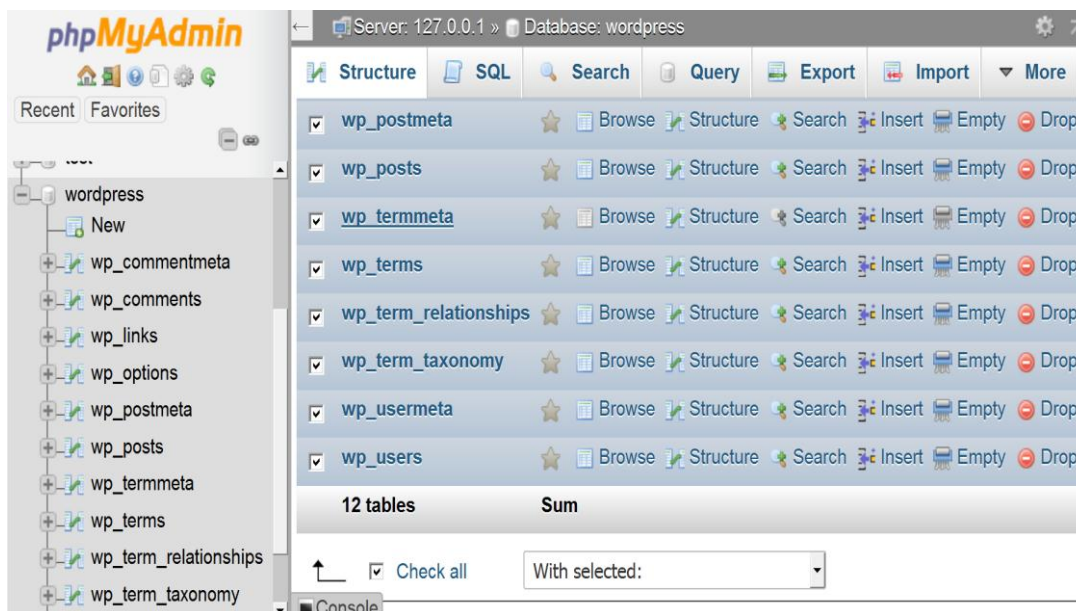 phpMyAdmin
Recent Favorites
wordpress
New
wp_commentmeta
wp_comments
wp_links
wp_options
wp_postmeta
wp_posts
wp_termmeta
wp_terms
wp_term_relationships
wp_term_taxonomy
Server: 127.0.0.1 » Database: wordpress
Structure SQL Search Query Export Import More
wp_postmeta Browse Structure Search Insert Empty Drop
wp_posts Browse Structure Search Insert Empty Drop
wp_termmeta Browse Structure Search Insert Empty Drop
wp_terms Browse Structure Search Insert Empty Drop
wp_term_relationships Browse Structure Search Insert Empty Drop
wp_term_taxonomy Browse Structure Search Insert Empty Drop
wp_usermeta Browse Structure Search Insert Empty Drop
wp_users Browse Structure Search Insert Empty Drop
12 tables Sum
Check all With selected:
Console